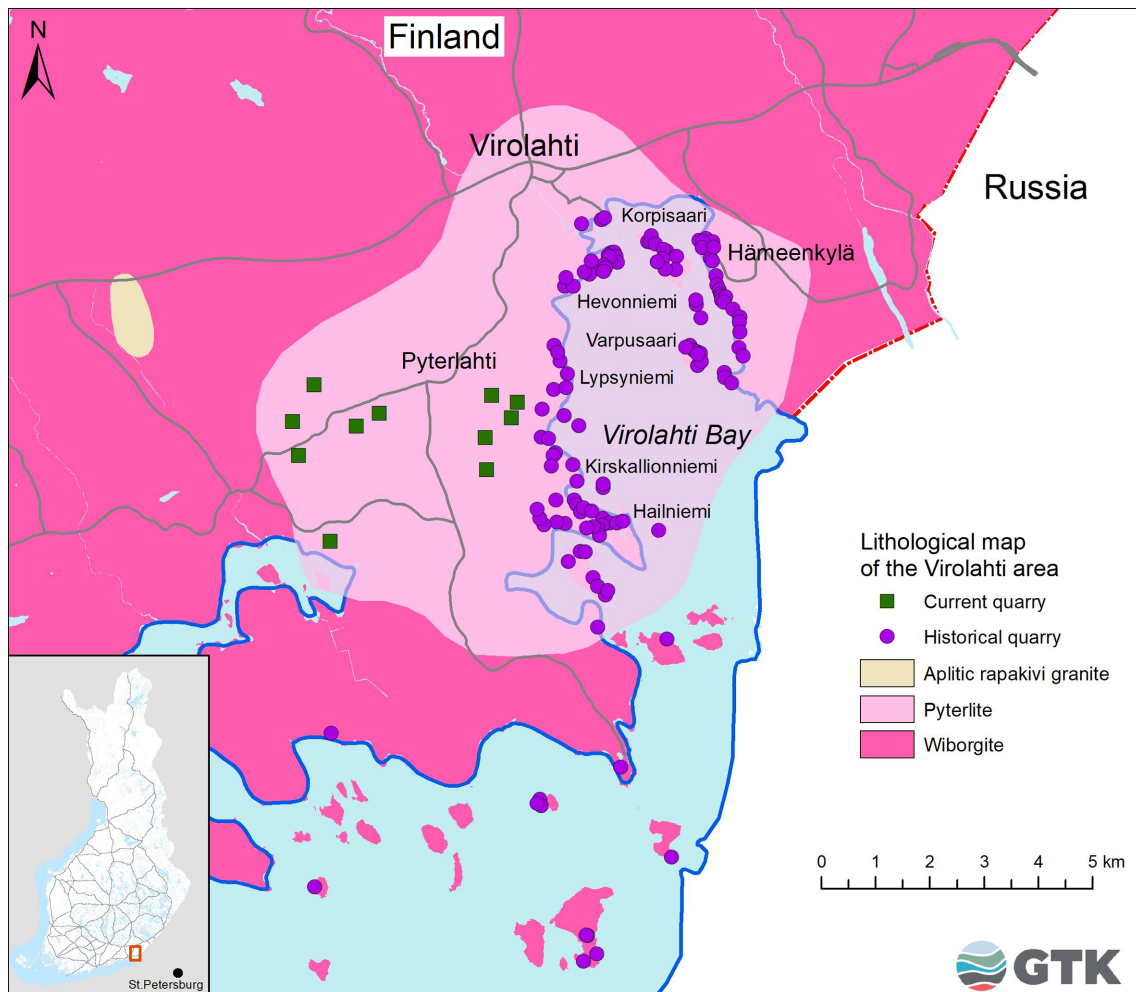 N
Finland
Virolahti
Russia
Korpisaari
Hämeenkylä
Hevonniemi
Varpusaari
Pyterlahti
Lypsyniemi
Virolahti Bay
Kirskallionniemi
Hailniemi
Lithological map
of the Virolahti area
Current quarry
Historical quarry
Aplitic rapakivi granite
Pyterlite
Wiborgite
0 1 2 3 4 5 km
St.Petersburg
GTK